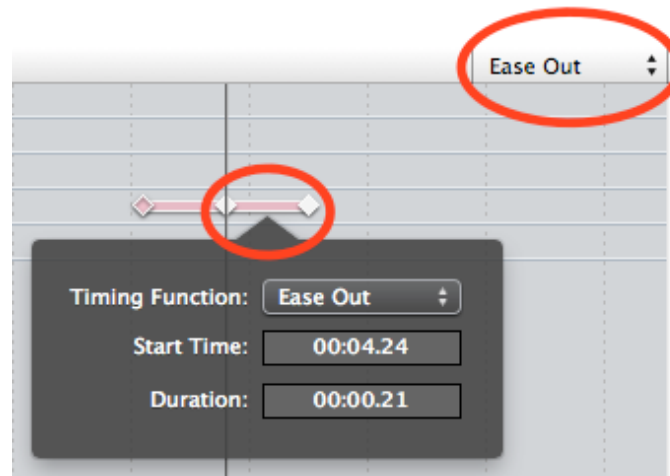 Ease Out
Timing Function: Ease Out
Start Time: 00:04.24
Duration: 00:00.21